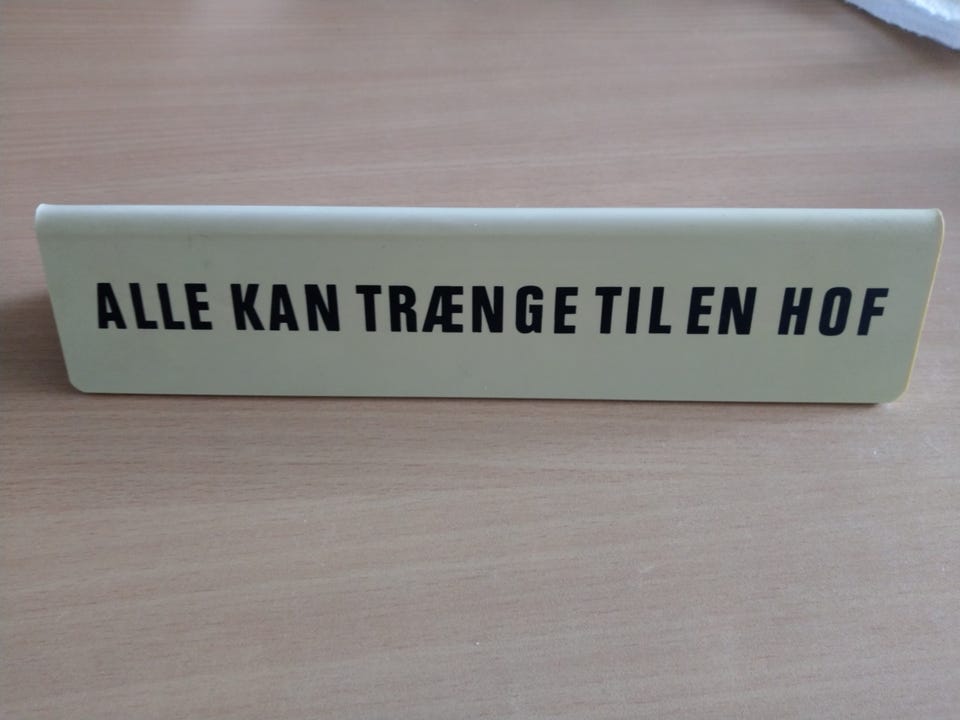 ALLE KAN TRÆNGE TIL EN HOF